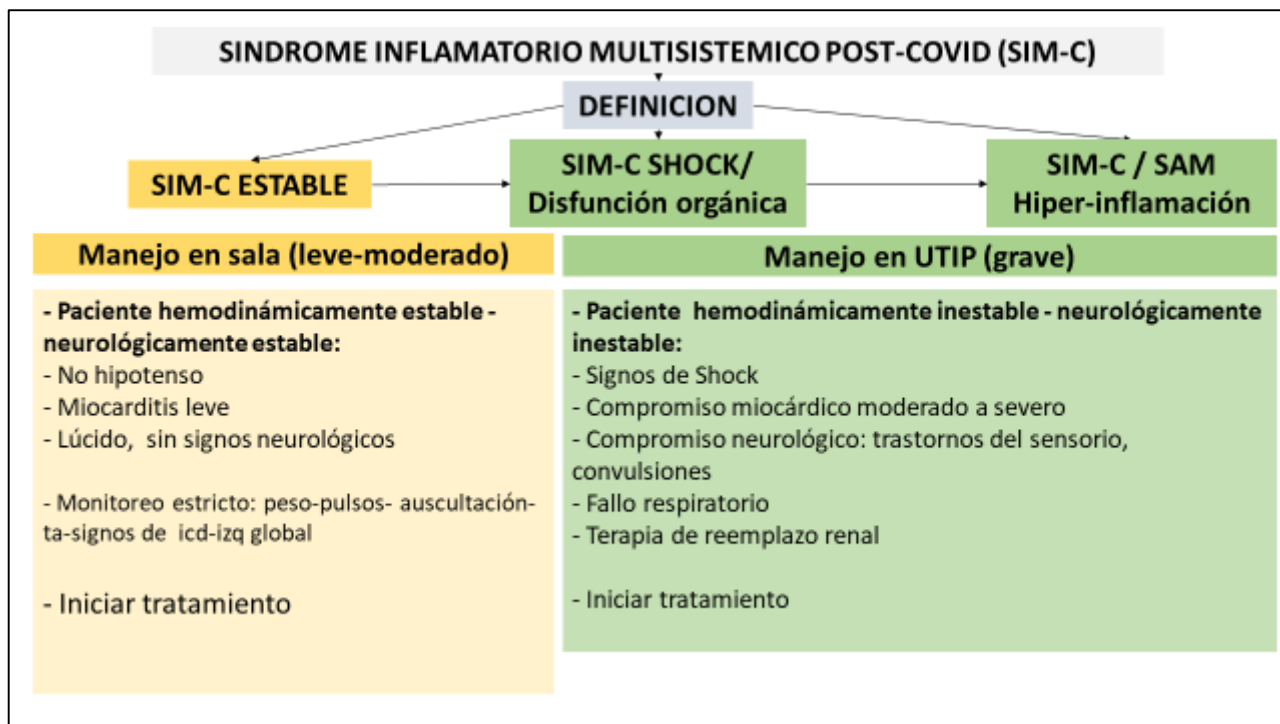 SINDROME INFLAMATORIO MULTISISTEMICO POST-COVID (SIM-C)
DEFINICION
SIM-C ESTABLE
SIM-C SHOCK/
Disfunción orgánica
SIM-C / SAM
Hiper-inflamación
Manejo en sala (leve-moderado)
- Paciente hemodinámicamente estable -
neurológicamente estable:
- No hipotenso
- Miocarditis leve
- Lúcido, sin signos neurológicos
- Monitoreo estricto: peso-pulsos- auscultación-
ta-signos de icd-izq global
- Iniciar tratamiento
Manejo en UTIP (grave)
- Paciente hemodinámicamente inestable - neurológicamente
inestable:
- Signos de Shock
- Compromiso miocárdico moderado a severo
- Compromiso neurológico: trastornos del sensorio,
convulsiones
- Fallo respiratorio
- Terapia de reemplazo renal
- Iniciar tratamiento